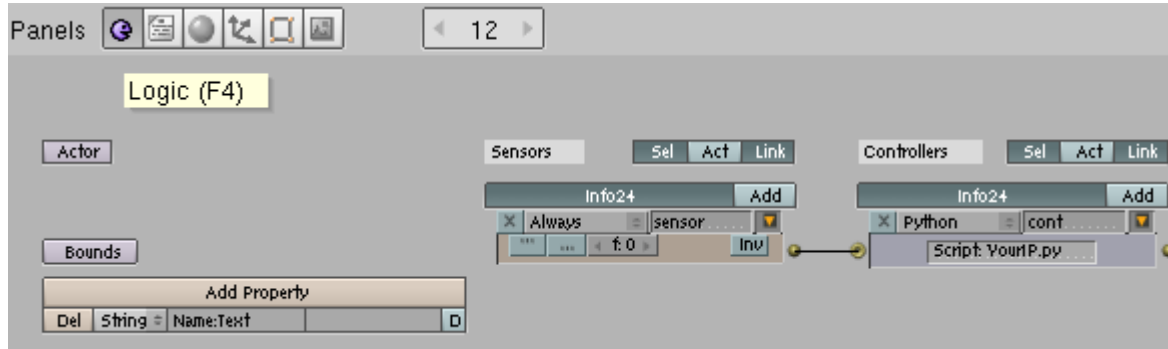 Panels 12
Logic (F4)
Actor
Sensors Sel Act Link Controllers Sel Act Link
Info24 Add Info24 Add
X Always sensor X Python cont
f: 0 Inv Script: YourIP.py
Bounds
Add Property
Del String Name:Text D